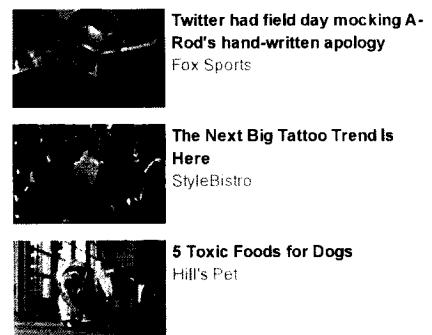 Twitter had field day mocking A-
Rod's hand-written apology
Fox Sports
The Next Big Tattoo Trend Is
Here
StyleBistro
5 Toxic Foods for Dogs
Hill's Pet